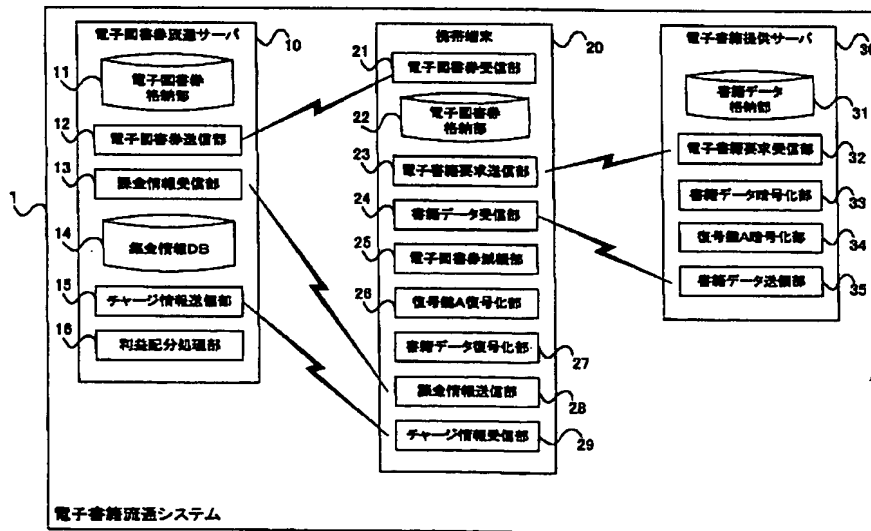 電子図書券流通サーバ
10
11
電子図書券
格納部
12
電子図書券送信部
13
課金情報受信部
14
集金情報DB
15
チャージ情報送信部
16
利益配分処理部
1
携帯端末
20
21
電子図書券受信部
22
電子図書券
格納部
23
電子書籍要求送信部
24
書籍データ受信部
25
電子図書券減額部
26
復号鍵A復号化部
書籍データ復号化部
27
課金情報送信部
28
チャージ情報受信部
29
電子書籍提供サーバ
30
書籍データ
格納部
31
電子書籍要求受信部
32
書籍データ暗号化部
33
復号鍵A暗号化部
34
書籍データ送信部
35
電子書籍流通システム